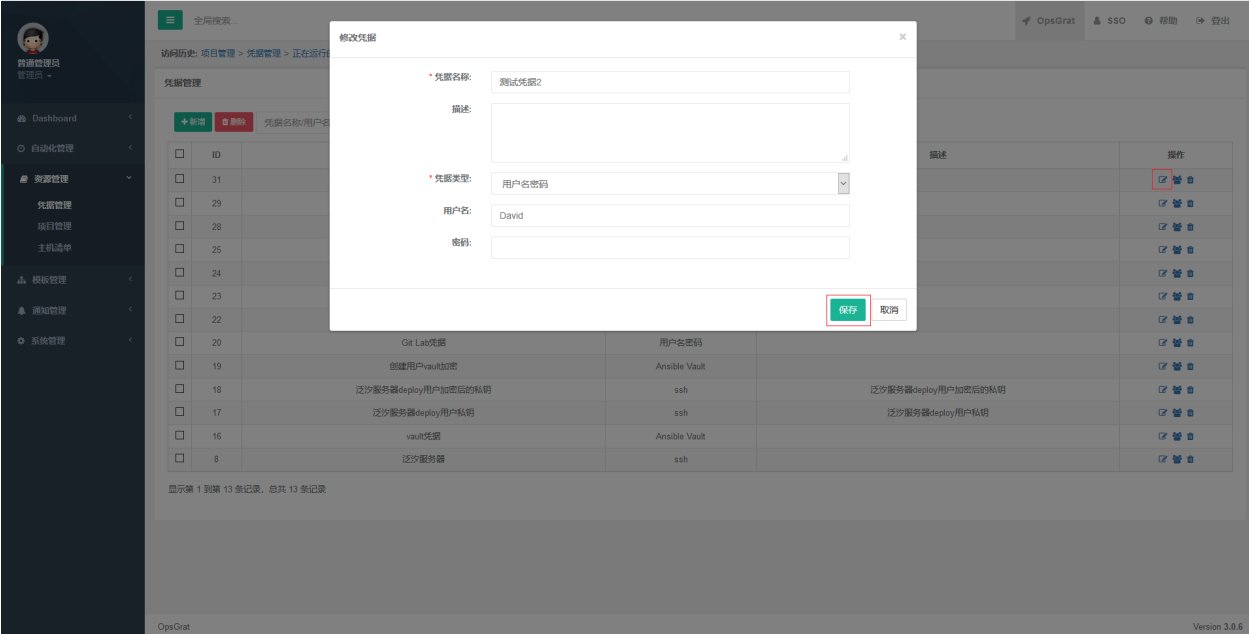 全局搜索...
OpsGrat SSO 帮助 登出
普通管理员
管理员
访问历史: 项目管理 > 凭据管理 > 正在运行
Dashboard
自动化管理
资源管理
凭据管理
项目管理
主机清单
模板管理
通知管理
系统管理
凭据管理
+新增 删除 凭据名称/用户名
修改凭据 ×
* 凭据名称: 测试凭据2
描述:
* 凭据类型: 用户名密码
用户名: David
密码:
保存 取消
ID 描述 操作
31
29
28
25
24
23
22
20 Git Lab凭据 用户名密码
19 创建用户vault加密 Ansible Vault
18 泛汐服务器deploy用户加密后的私钥 ssh 泛汐服务器deploy用户加密后的私钥
17 泛汐服务器deploy用户私钥 ssh 泛汐服务器deploy用户私钥
16 vault凭据 Ansible Vault
8 泛汐服务器 ssh
显示第 1 到第 13 条记录，总共 13 条记录
OpsGrat Version 3.0.6